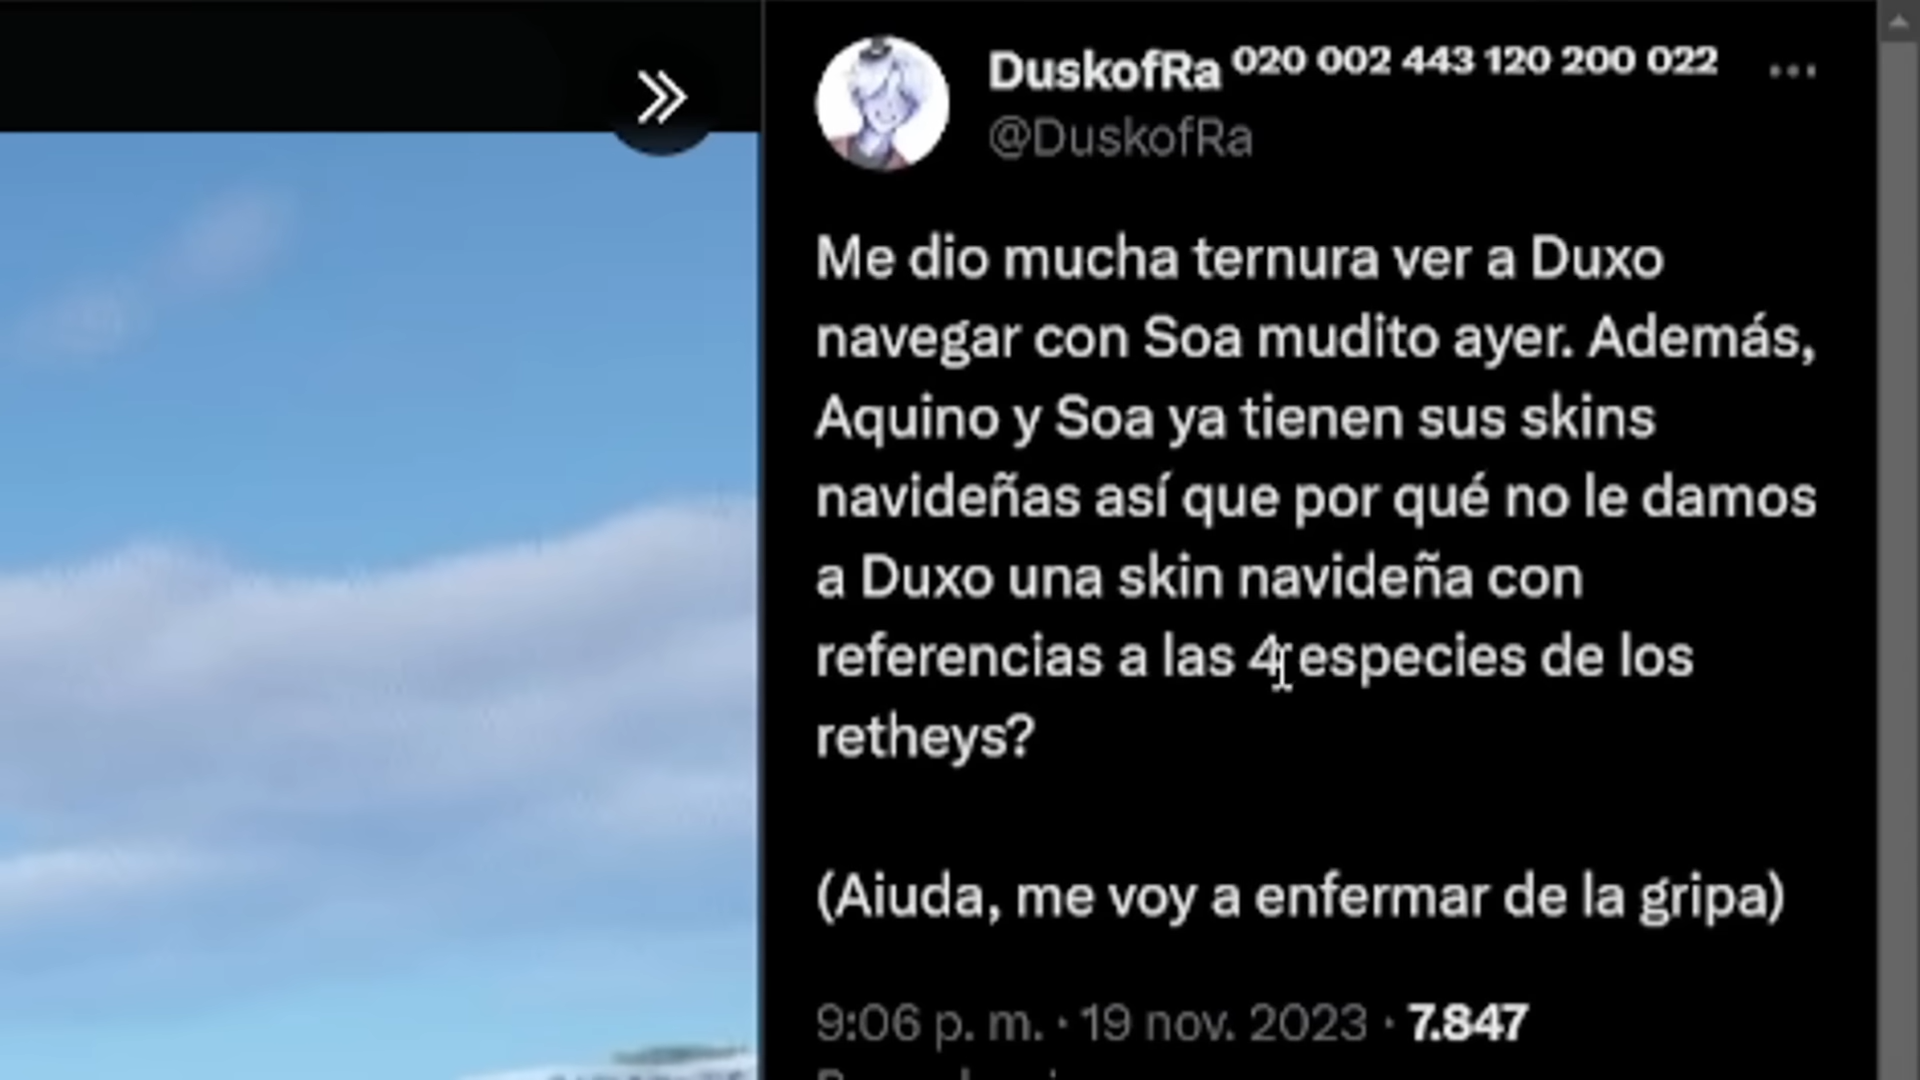 DuskofRa ⁰²⁰ ⁰⁰² ⁴⁴³ ¹²⁰ ²⁰⁰ ⁰²²
@DuskofRa
Me dio mucha ternura ver a Duxo
navegar con Soa mudito ayer. Además,
Aquino y Soa ya tienen sus skins
navideñas así que por qué no le damos
a Duxo una skin navideña con
referencias a las 4 especies de los
retheys?
(Aiuda, me voy a enfermar de la gripa)
9:06 p. m. · 19 nov. 2023 · 7.847